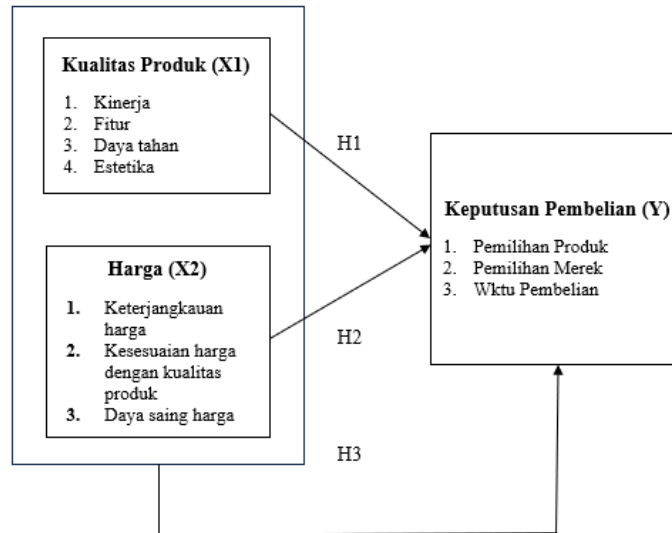 Kualitas Produk (X1)
1. Kinerja
2. Fitur
3. Daya tahan
4. Estetika
H1
Keputusan Pembelian (Y)
1. Pemilihan Produk
2. Pemilihan Merek
3. Wktu Pembelian
Harga (X2)
1. Keterjangkauan
harga
2. Kesesuaian harga
dengan kualitas
produk
3. Daya saing harga
H2
H3